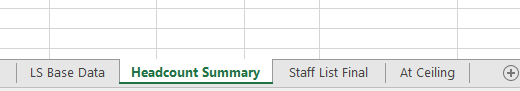 LS Base Data Headcount Summary Staff List Final At Ceiling